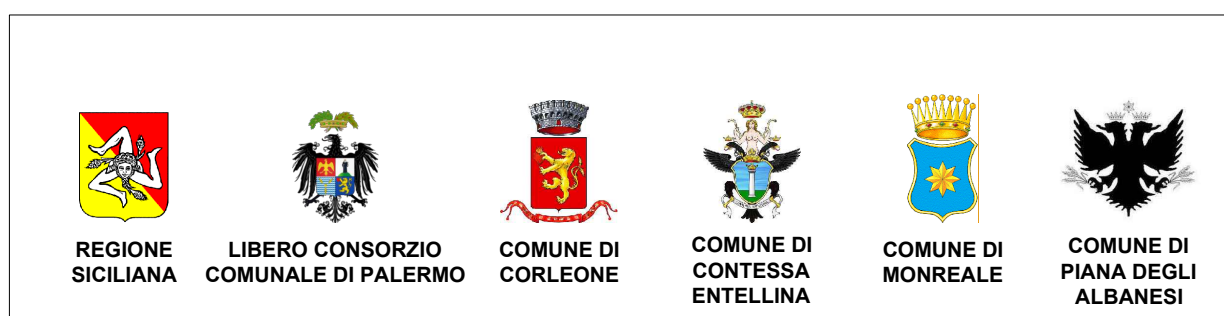 REGIONE
SICILIANA
LIBERO CONSORZIO
COMUNALE DI PALERMO
COMUNE DI
CORLEONE
COMUNE DI
CONTESSA
ENTELLINA
COMUNE DI
MONREALE
COMUNE DI
PIANA DEGLI
ALBANESI